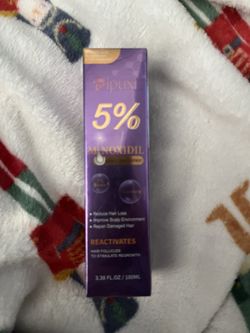 5%
MINOXIDIL
• Reduce Hair Loss
• Improve Scalp Environment
• Repair Damaged Hair
REACTIVATES
HAIR FOLLICLES
TO STIMULATE REGROWTH
3.38 FL.OZ / 100ML